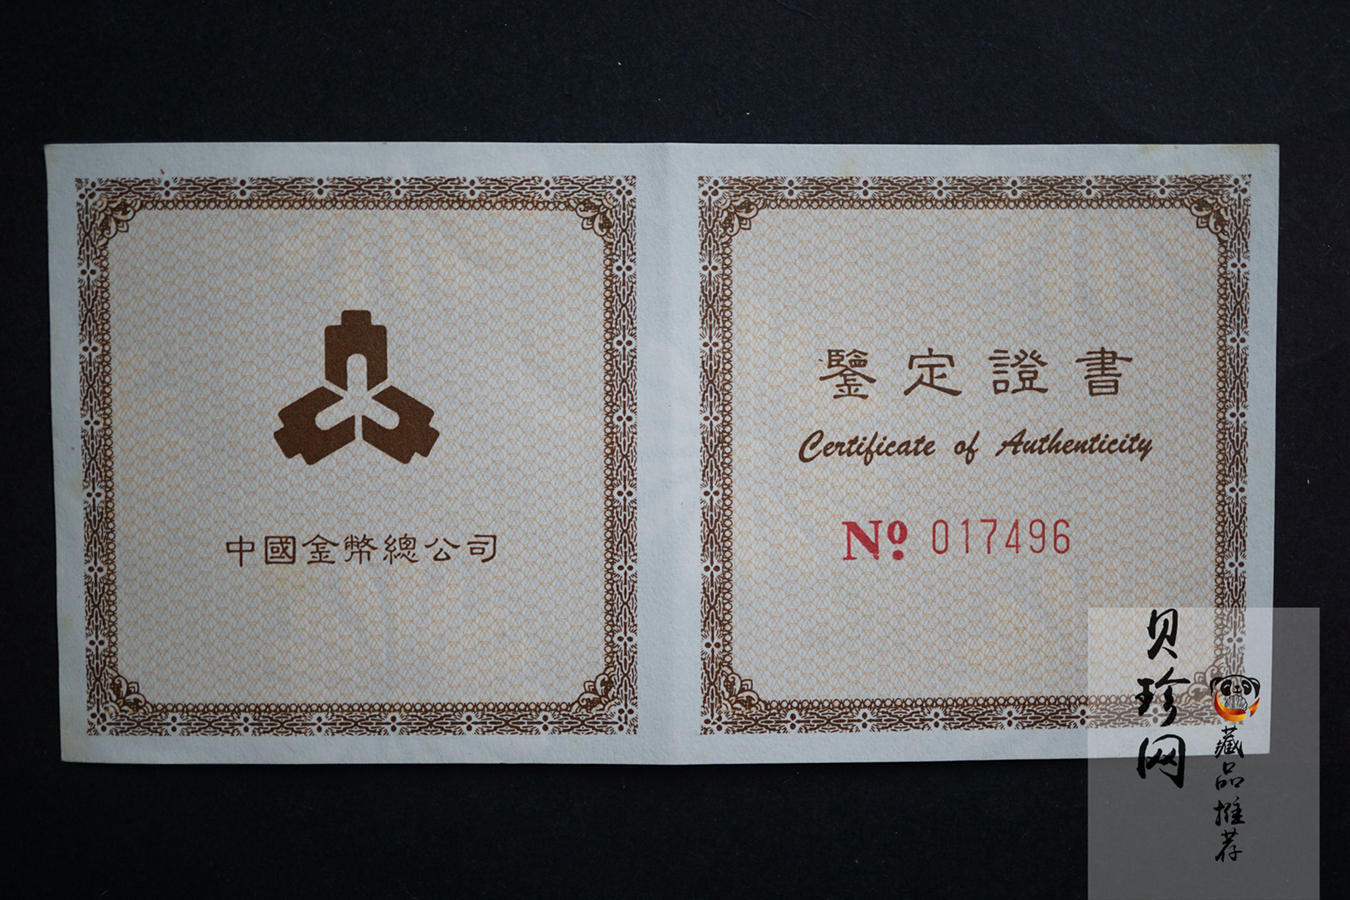 中國金幣總公司
鑒定證書
Certificate of Authenticity
Nº 017496
贝珍网
藏品推荐